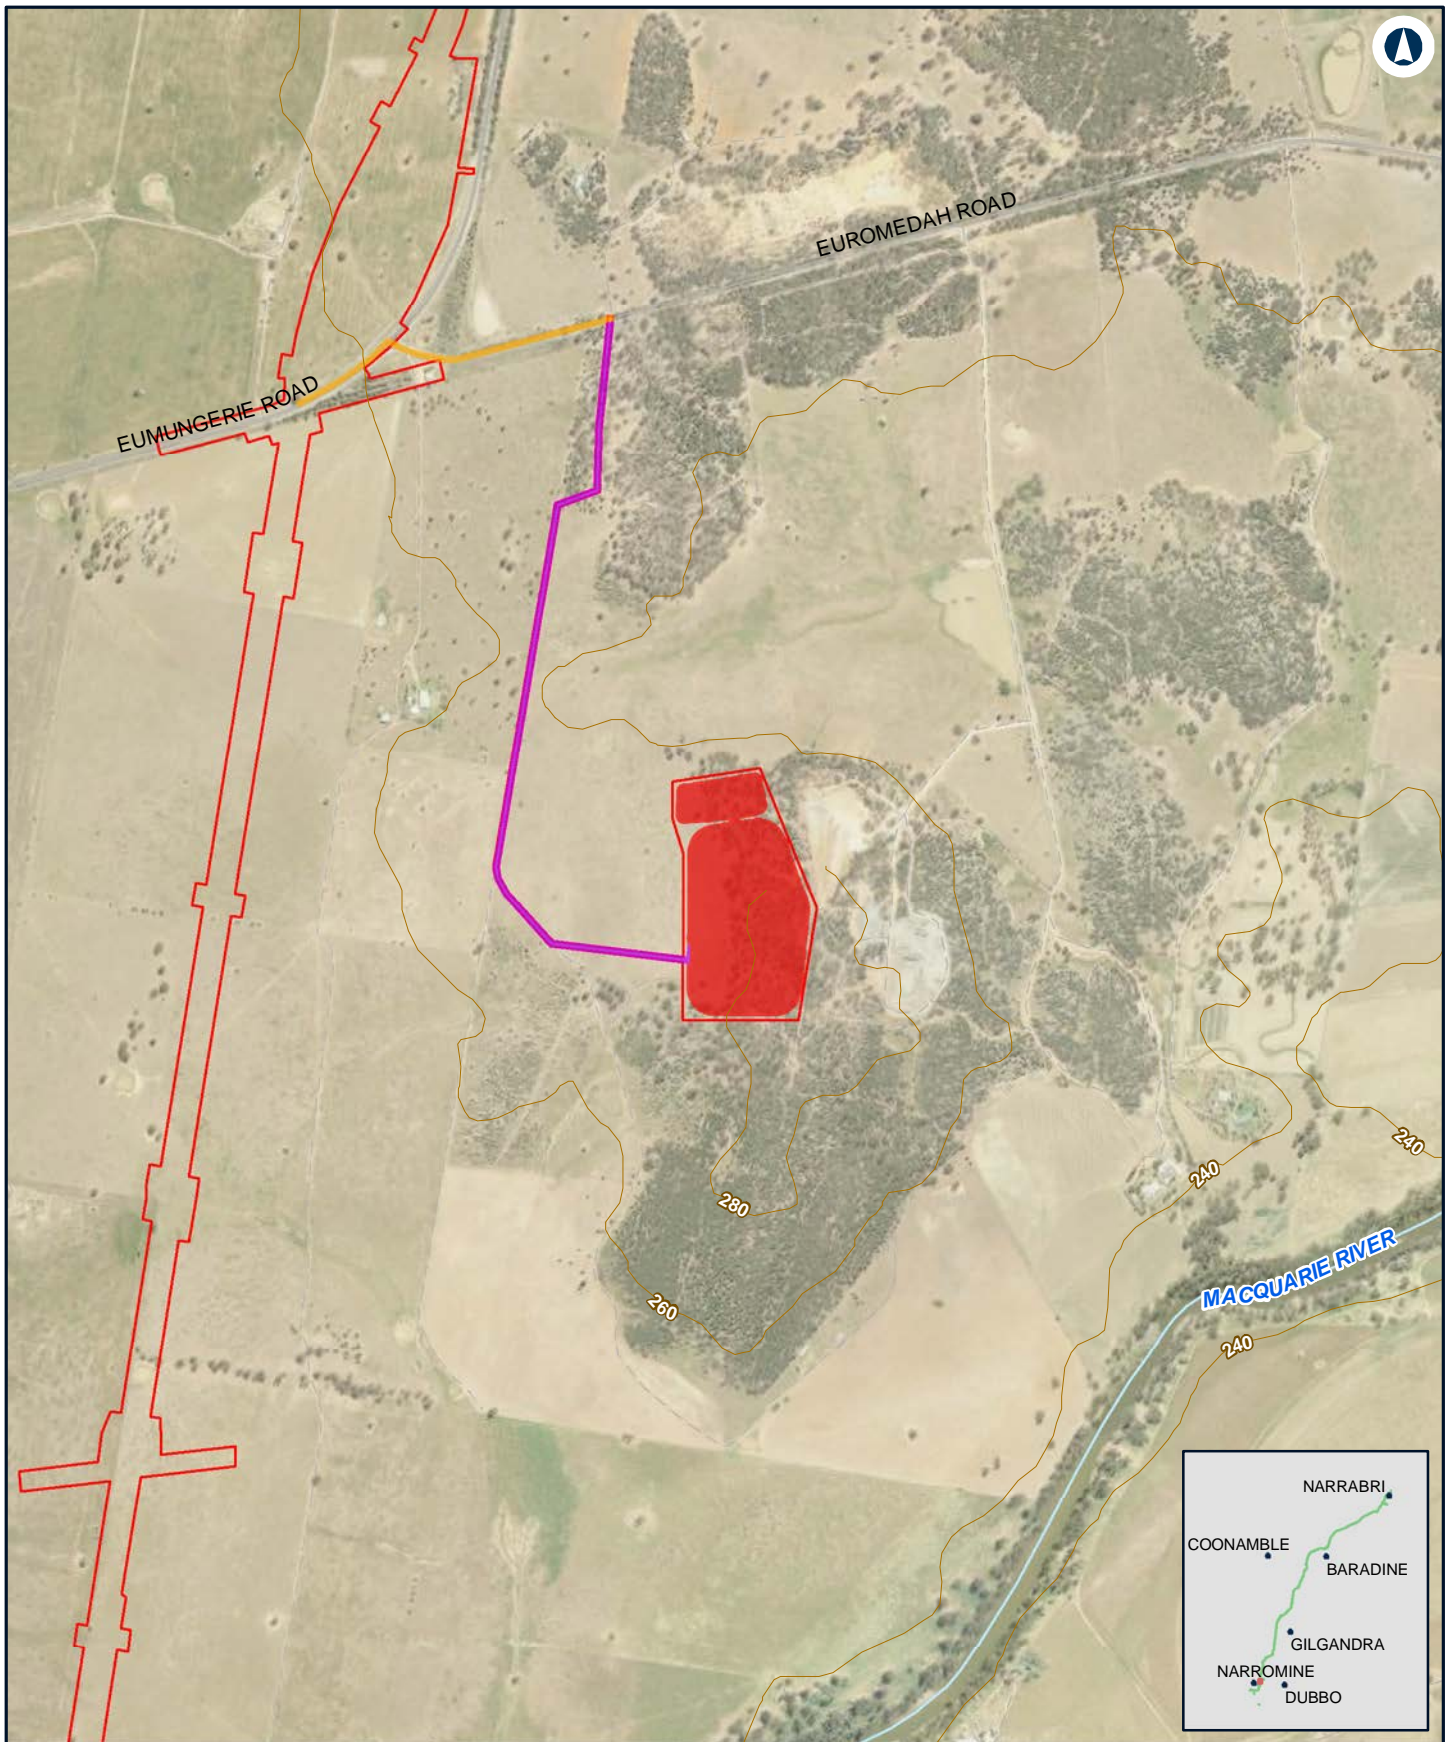 EUROMEDAH ROAD
EUMUNGERIE ROAD
240
240
280
MACQUARIE RIVER
260
240
NARRABRI
COONAMBLE
BARADINE
GILGANDRA
NARROMINE
DUBBO